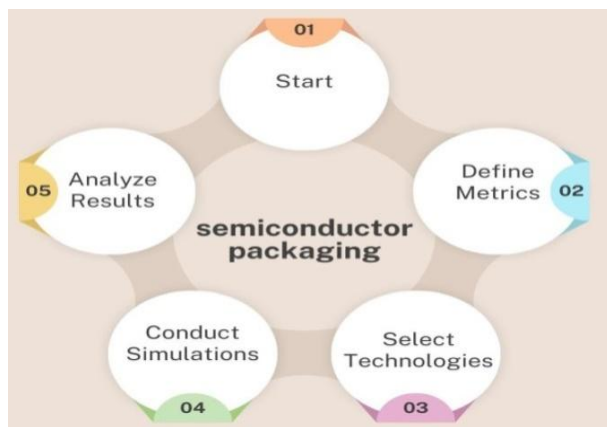 01
Start
Define
Metrics
02
Select
Technologies
03
Conduct
Simulations
04
Analyze
Results
05
semiconductor
packaging